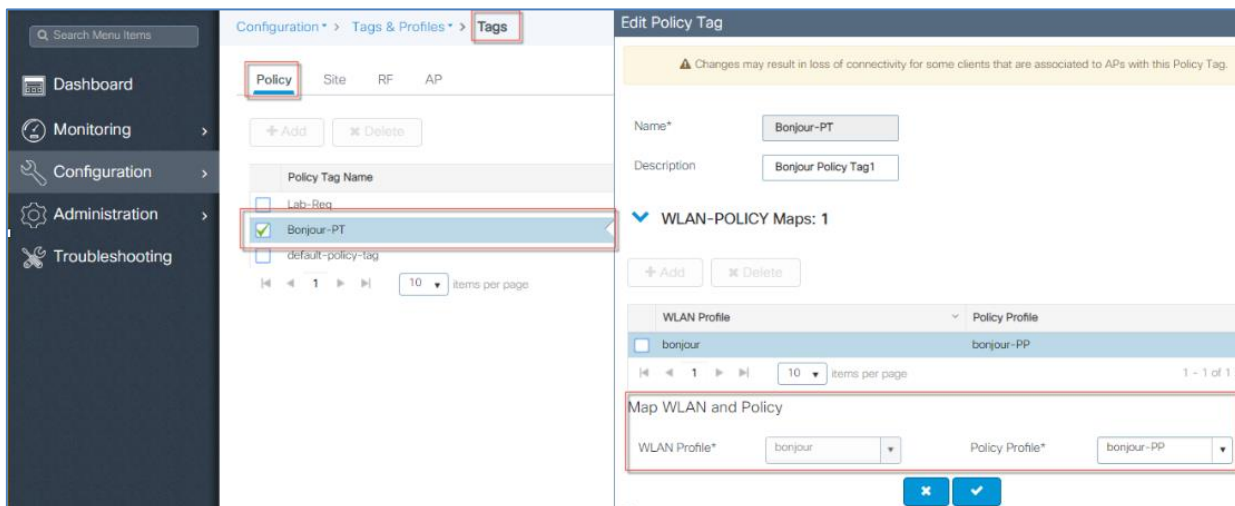 Search Menu Items
Dashboard
Monitoring
Configuration
Administration
Troubleshooting
Configuration > Tags & Profiles > Tags
Policy Site RF AP
+ Add × Delete
Policy Tag Name
Lab-Req
Bonjour-PT
default-policy-tag
1 10 items per page
Edit Policy Tag
Changes may result in loss of connectivity for some clients that are associated to APs with this Policy Tag.
Name* Bonjour-PT
Description Bonjour Policy Tag1
WLAN-POLICY Maps: 1
+ Add × Delete
WLAN Profile Policy Profile
bonjour bonjour-PP
1 10 items per page 1 - 1 of 1
Map WLAN and Policy
WLAN Profile* bonjour Policy Profile* bonjour-PP